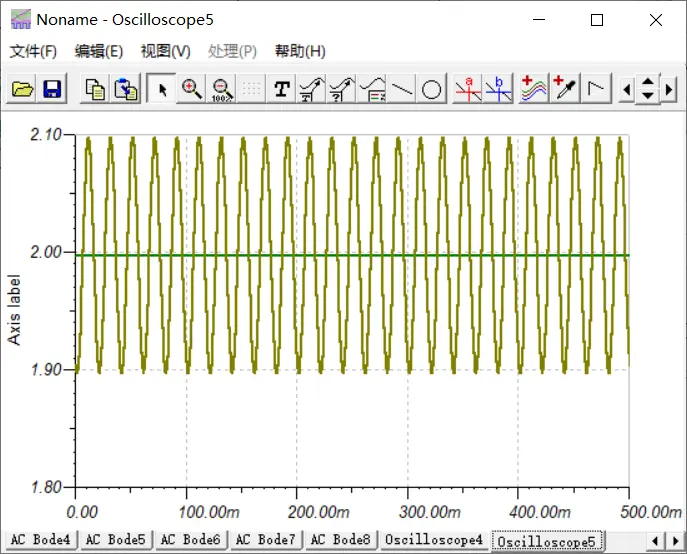 Noname - Oscilloscope5
文件(F) 编辑(E) 视图(V) 处理(P) 帮助(H)
100% T T ? a b
2.10
2.00
1.90
1.80
Axis label
0.00 100.00m 200.00m 300.00m 400.00m 500.00m
AC Bode4 AC Bode5 AC Bode6 AC Bode7 AC Bode8 Oscilloscope4 Oscilloscope5